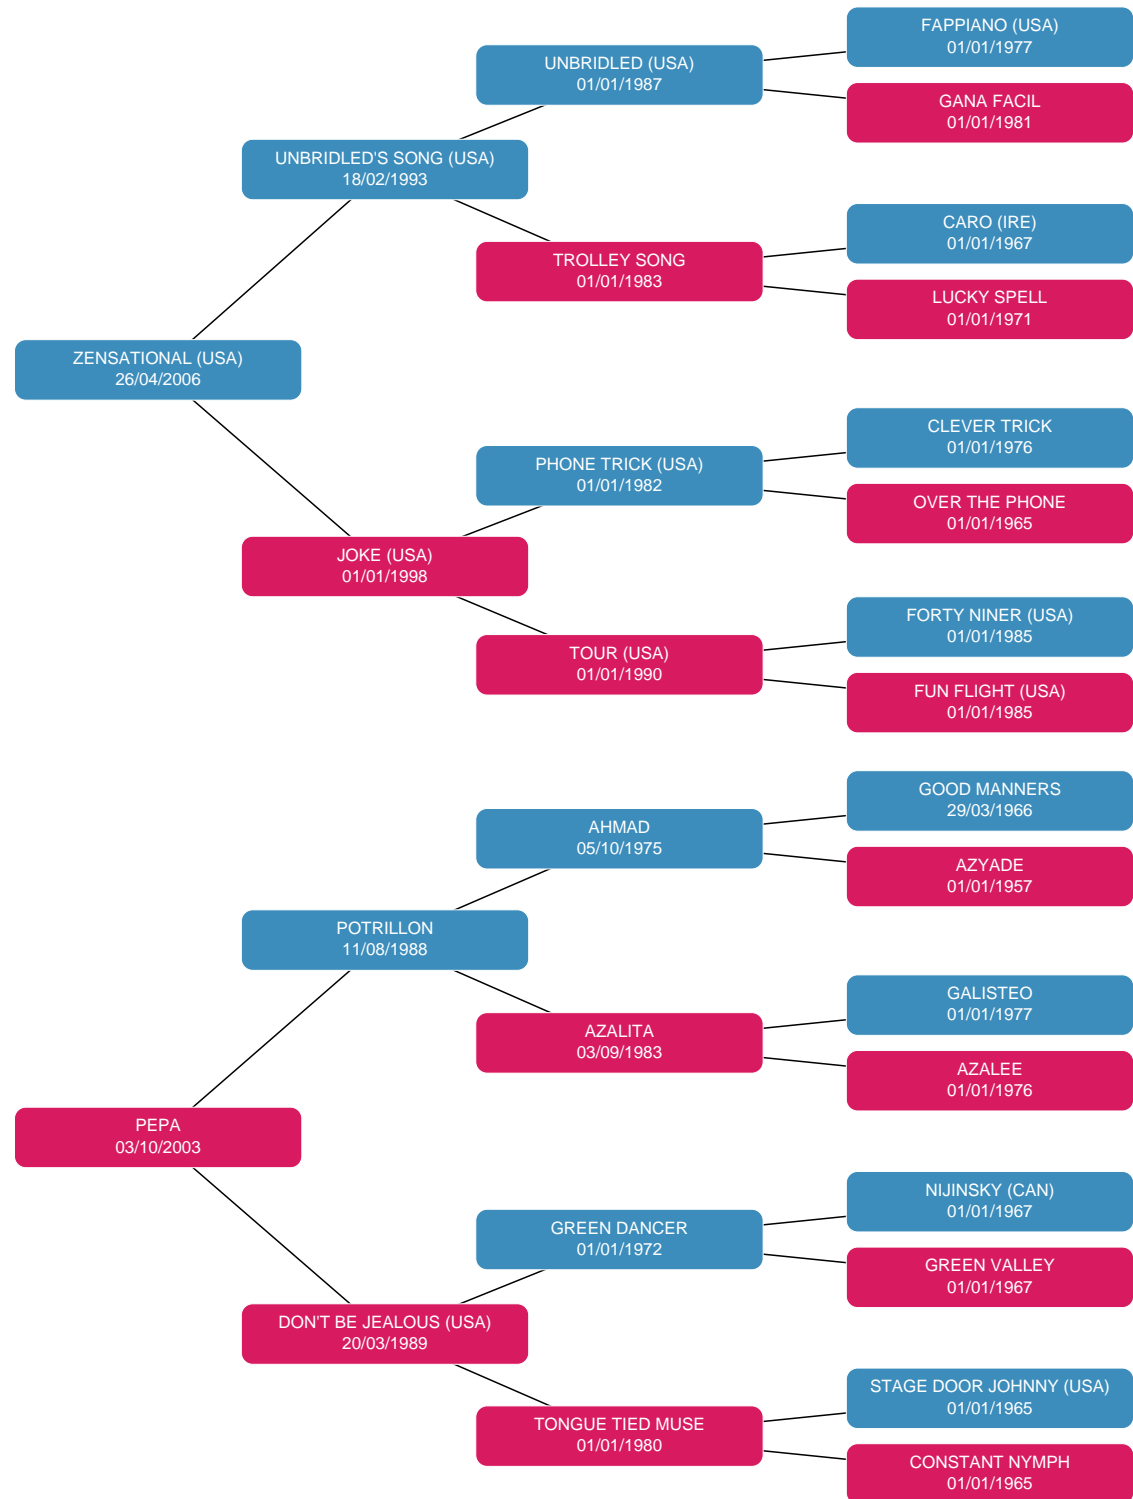 FAPPIANO (USA)
01/01/1977
UNBRIDLED (USA)
01/01/1987
GANA FACIL
01/01/1981
UNBRIDLED'S SONG (USA)
18/02/1993
CARO (IRE)
01/01/1967
TROLLEY SONG
01/01/1983
LUCKY SPELL
01/01/1971
ZENSATIONAL (USA)
26/04/2006
CLEVER TRICK
01/01/1976
PHONE TRICK (USA)
01/01/1982
OVER THE PHONE
01/01/1965
JOKE (USA)
01/01/1998
FORTY NINER (USA)
01/01/1985
TOUR (USA)
01/01/1990
FUN FLIGHT (USA)
01/01/1985
GOOD MANNERS
29/03/1966
AHMAD
05/10/1975
AZYADE
01/01/1957
POTRILLON
11/08/1988
GALISTEO
01/01/1977
AZALITA
03/09/1983
AZALEE
01/01/1976
PEPA
03/10/2003
NIJINSKY (CAN)
01/01/1967
GREEN DANCER
01/01/1972
GREEN VALLEY
01/01/1967
DON'T BE JEALOUS (USA)
20/03/1989
STAGE DOOR JOHNNY (USA)
01/01/1965
TONGUE TIED MUSE
01/01/1980
CONSTANT NYMPH
01/01/1965